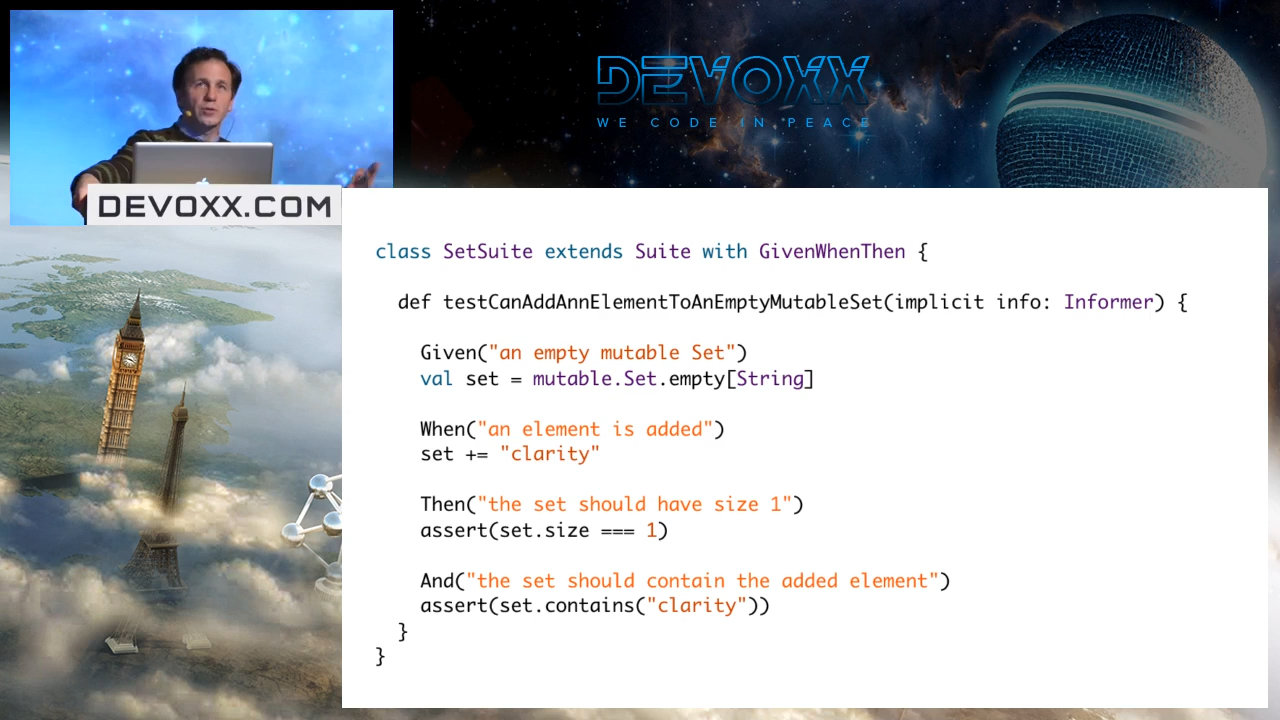 DEVOXX
WE CODE IN PEACE
DEVOXX.COM
class SetSuite extends Suite with GivenWhenThen {
def testCanAddAnnElementToAnEmptyMutableSet(implicit info: Informer) {
Given("an empty mutable Set")
val set = mutable.Set.empty[String]
When("an element is added")
set += "clarity"
Then("the set should have size 1")
assert(set.size === 1)
And("the set should contain the added element")
assert(set.contains("clarity"))
}
}